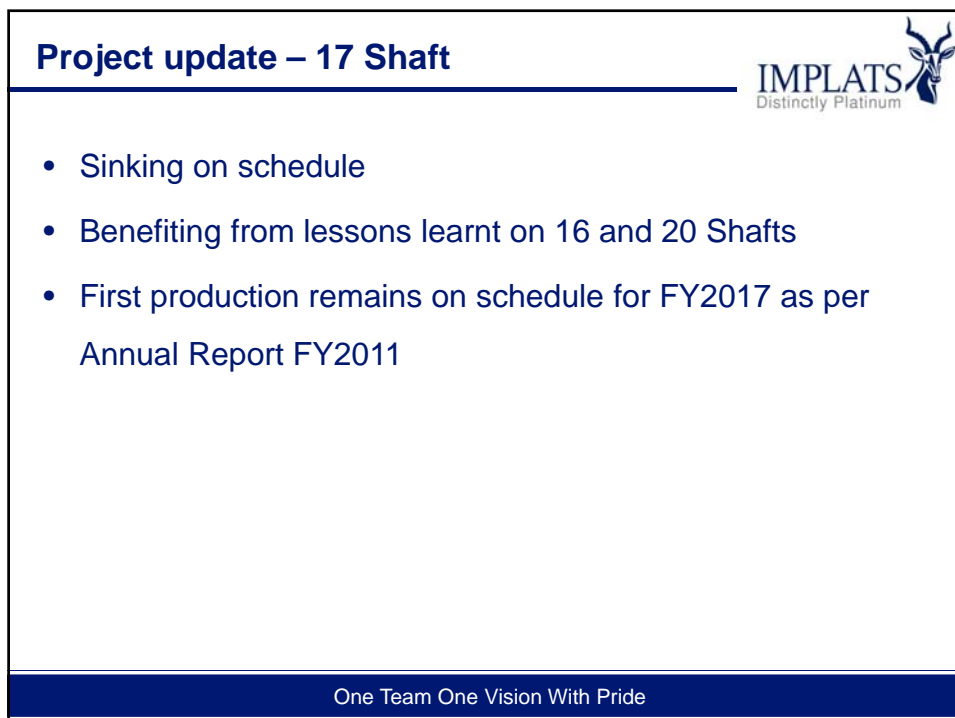 Project update – 17 Shaft
IMPLATS
Distinctly Platinum
• Sinking on schedule
• Benefiting from lessons learnt on 16 and 20 Shafts
• First production remains on schedule for FY2017 as per
Annual Report FY2011
One Team One Vision With Pride